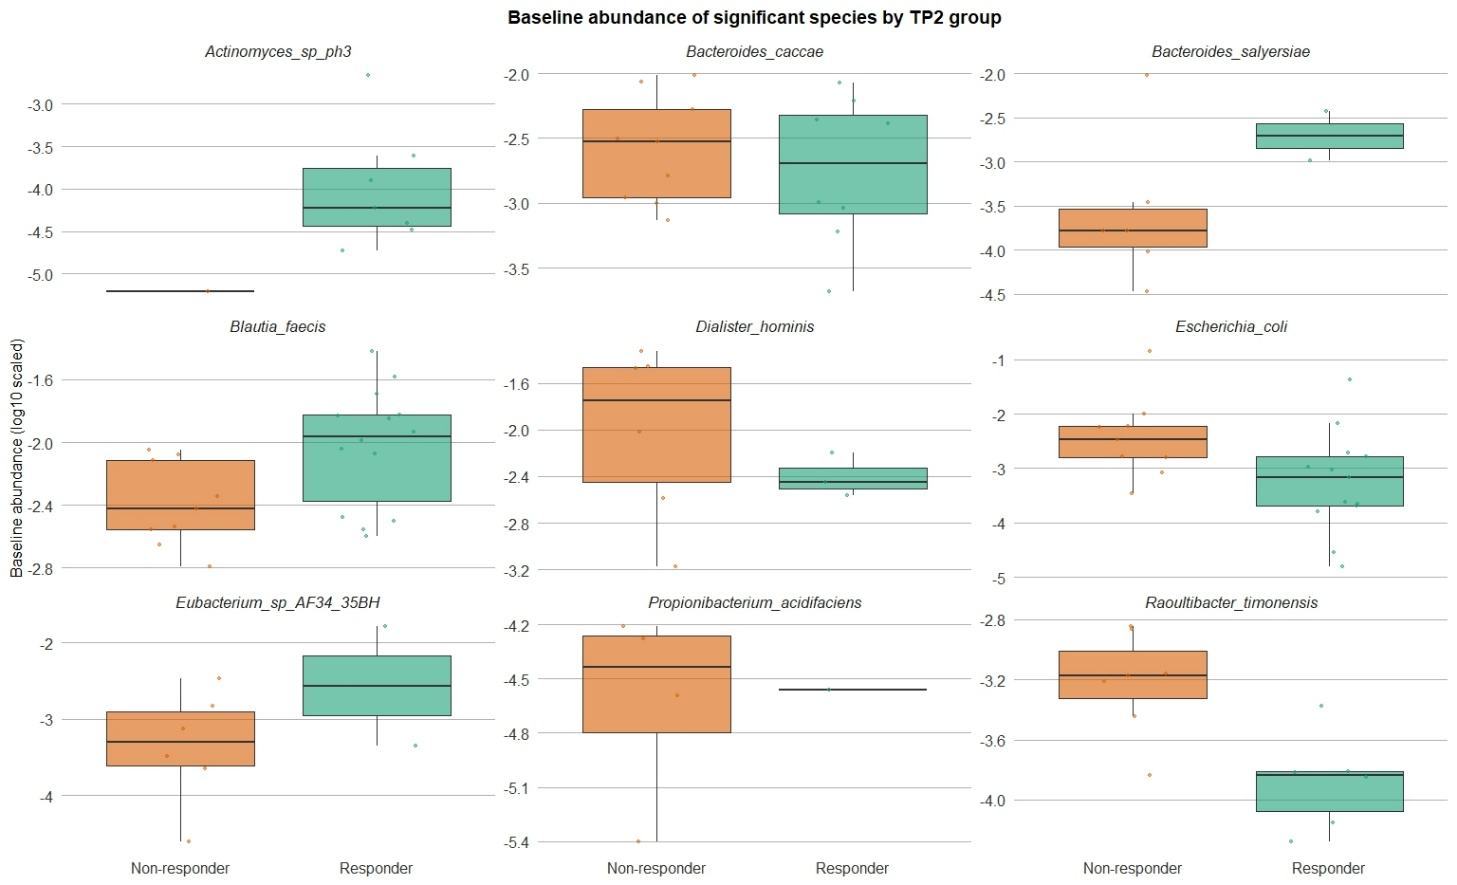 Baseline abundance of significant species by TP2 group
Actinomyces_sp_ph3
-3.0
-3.5
-4.0
-4.5
-5.0
Bacteroides_caccae
-2.0
-2.5
-3.0
-3.5
Bacteroides_salyersiae
-2.0
-2.5
-3.0
-3.5
-4.0
-4.5
Baseline abundance (log10 scaled)
Blautia_faecis
-1.6
-2.0
-2.4
-2.8
Dialister_hominis
-1.6
-2.0
-2.4
-2.8
-3.2
Escherichia_coli
-1
-2
-3
-4
-5
Eubacterium_sp_AF34_35BH
-2
-3
-4
Non-responder
Responder
Propionibacterium_acidifaciens
-4.2
-4.5
-4.8
-5.1
-5.4
Raoultibacter_timonensis
-2.8
-3.2
-3.6
-4.0
Non-responder
Responder